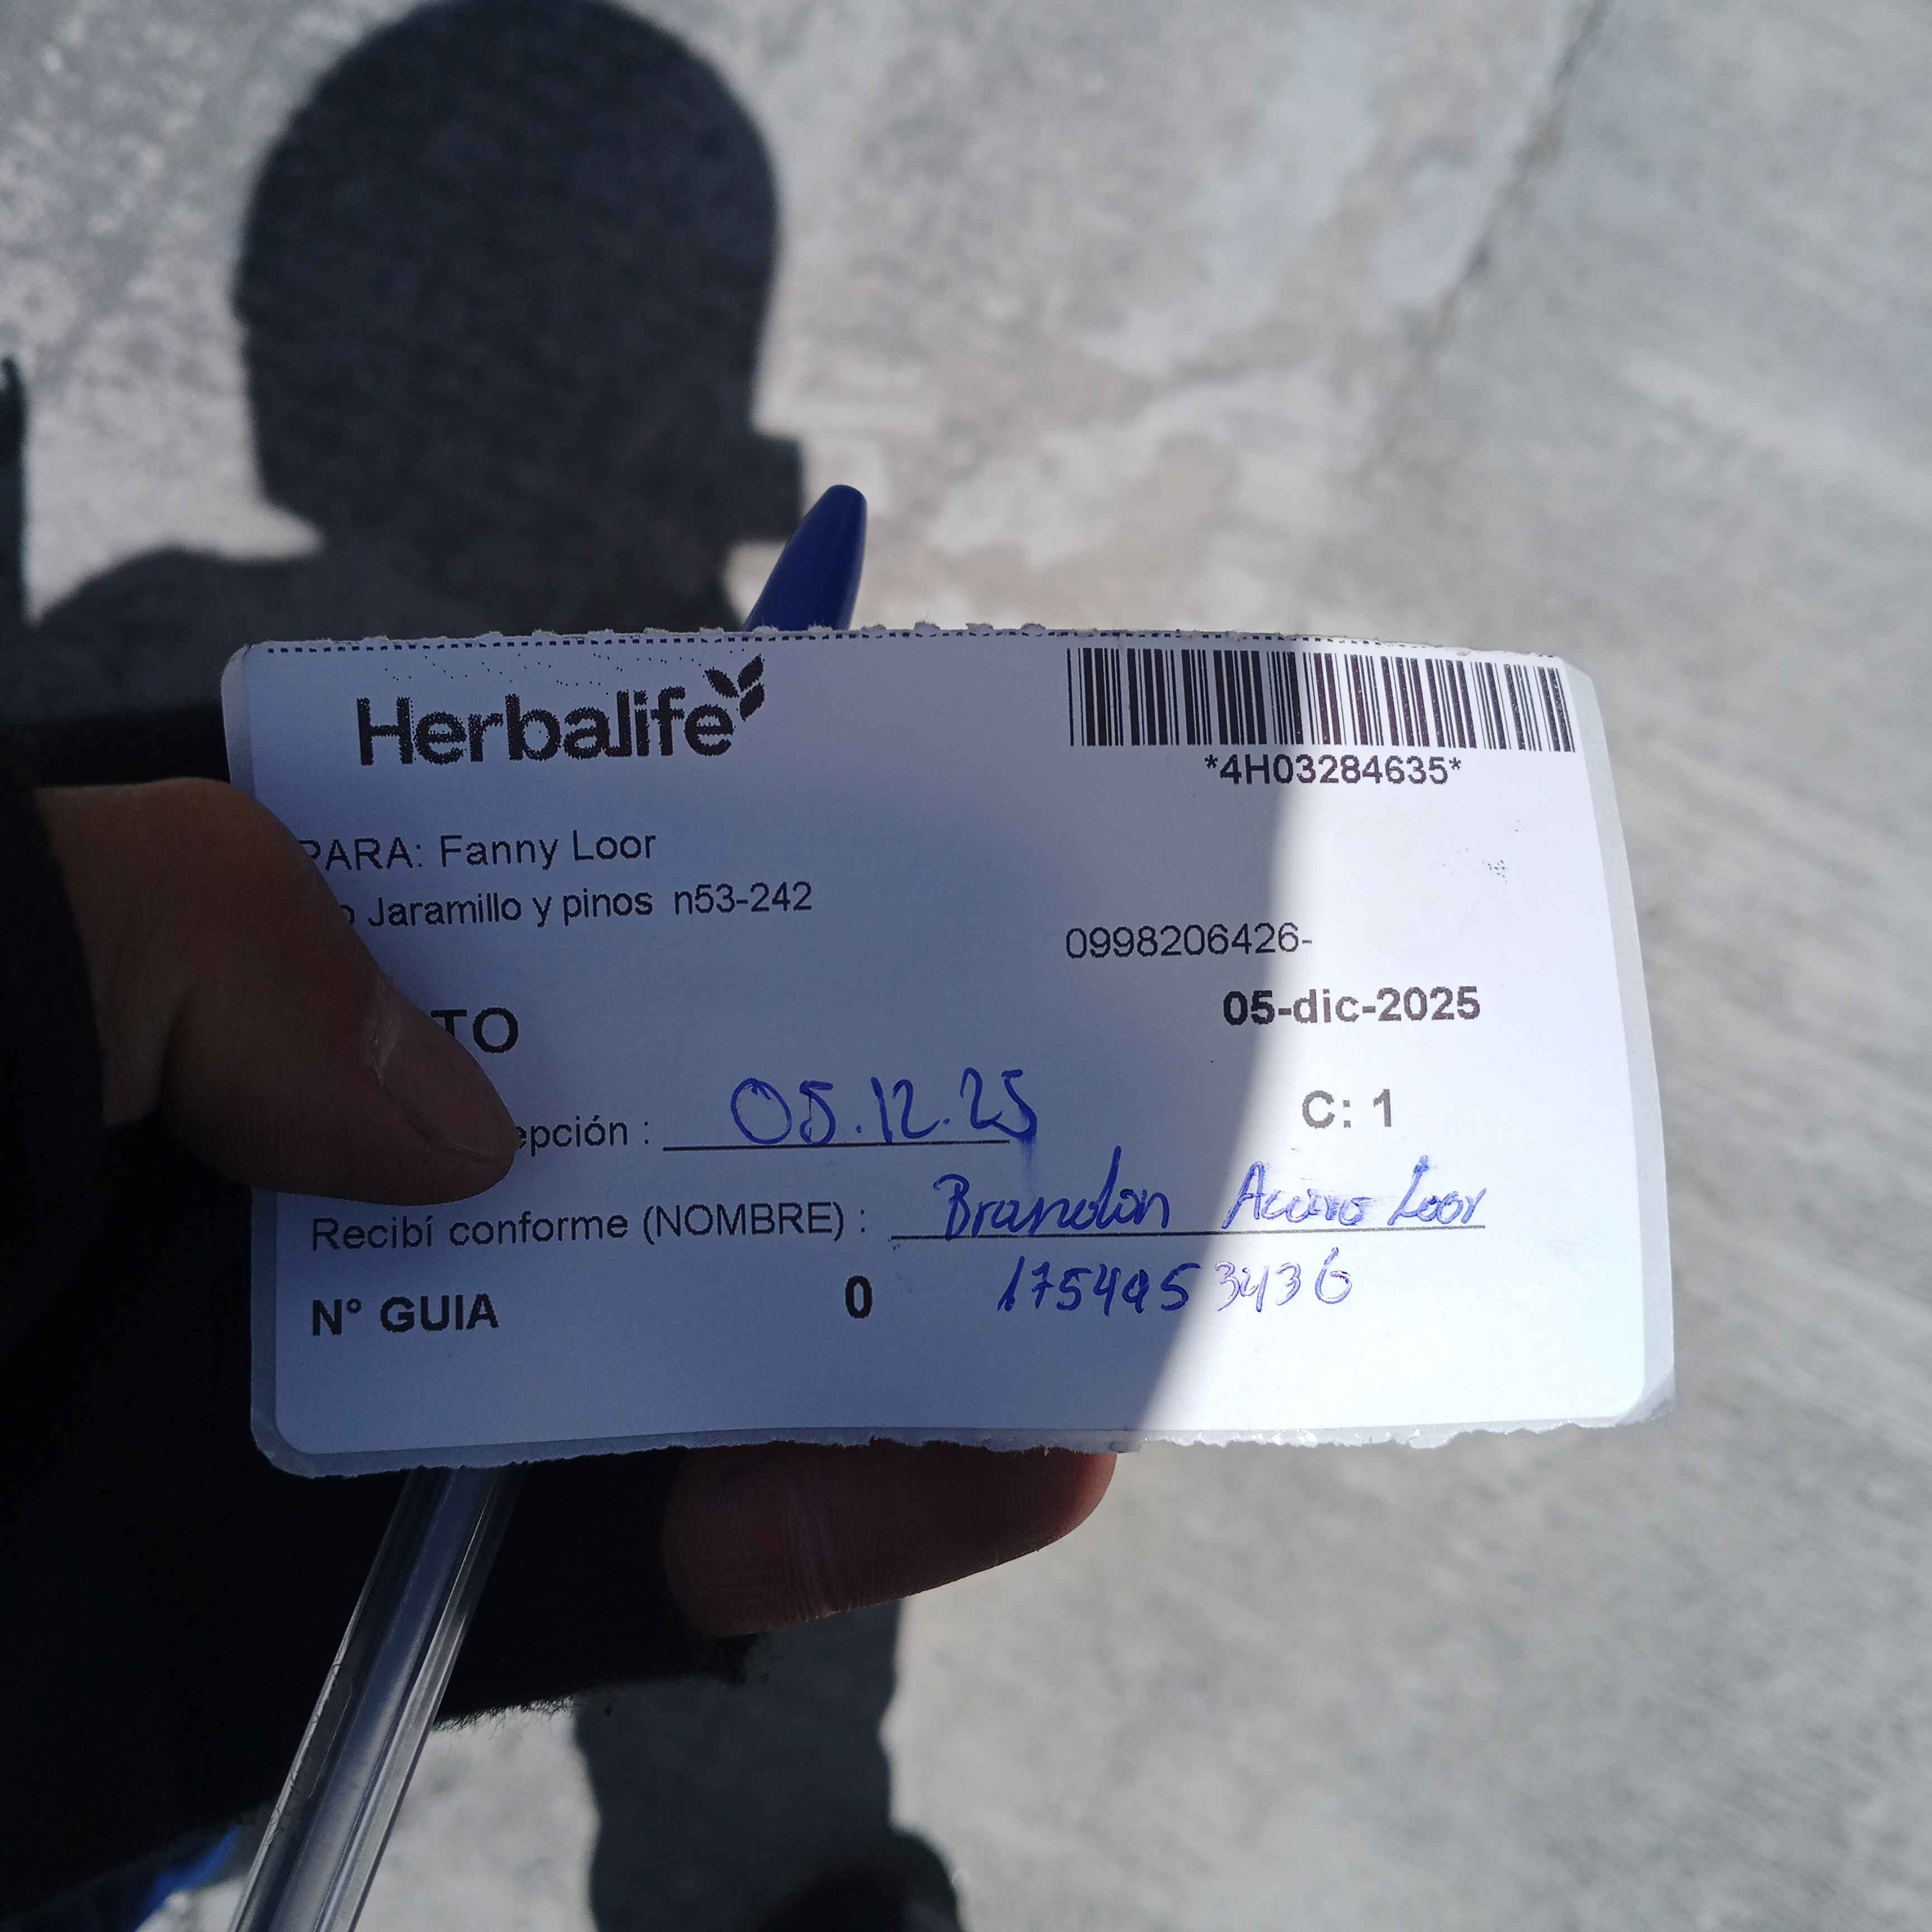 Herbalife
*4H03284635*
PARA: Fanny Loor
Jaramillo y pinos n53-242
0998206426-
05-dic-2025
TO
epción : 05.12.25
C: 1
Recibí conforme (NOMBRE) : Brandon Loor
N° GUIA 0